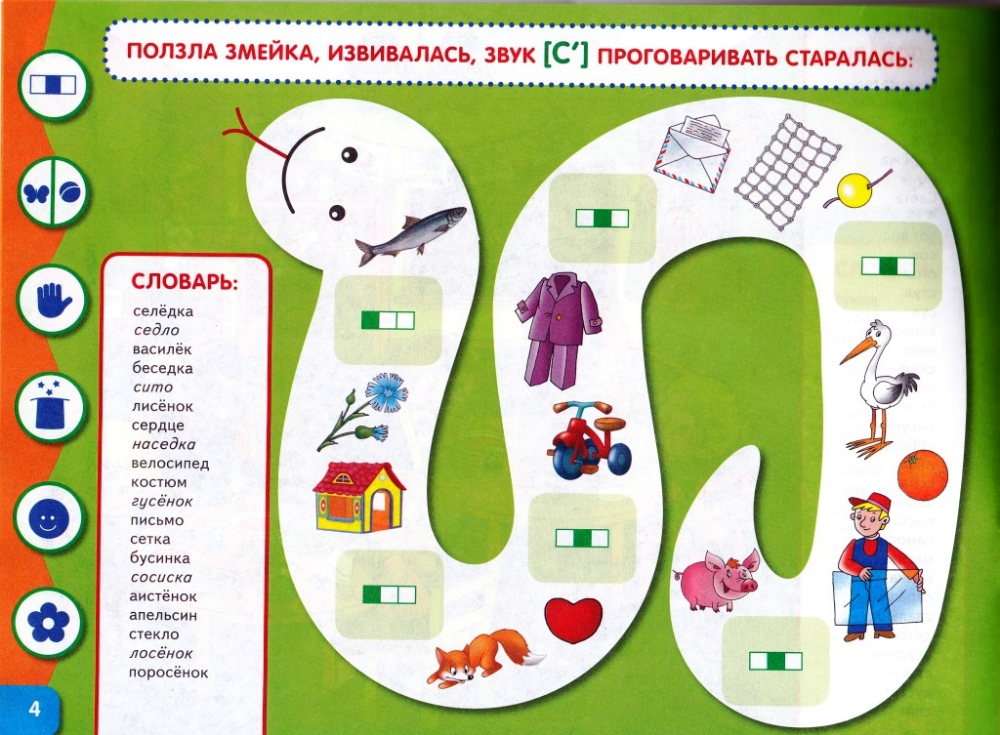 ПОЛЗЛА ЗМЕЙКА, ИЗВИВАЛАСЬ, ЗВУК [С’] ПРОГОВАРИВАТЬ СТАРАЛАСЬ:
СЛОВАРЬ:
селёдка
седло
василёк
беседка
сито
лисёнок
сердце
наседка
велосипед
костюм
гусёнок
письмо
сетка
бусинка
сосиска
аистёнок
апельсин
стекло
лосёнок
поросёнок
4